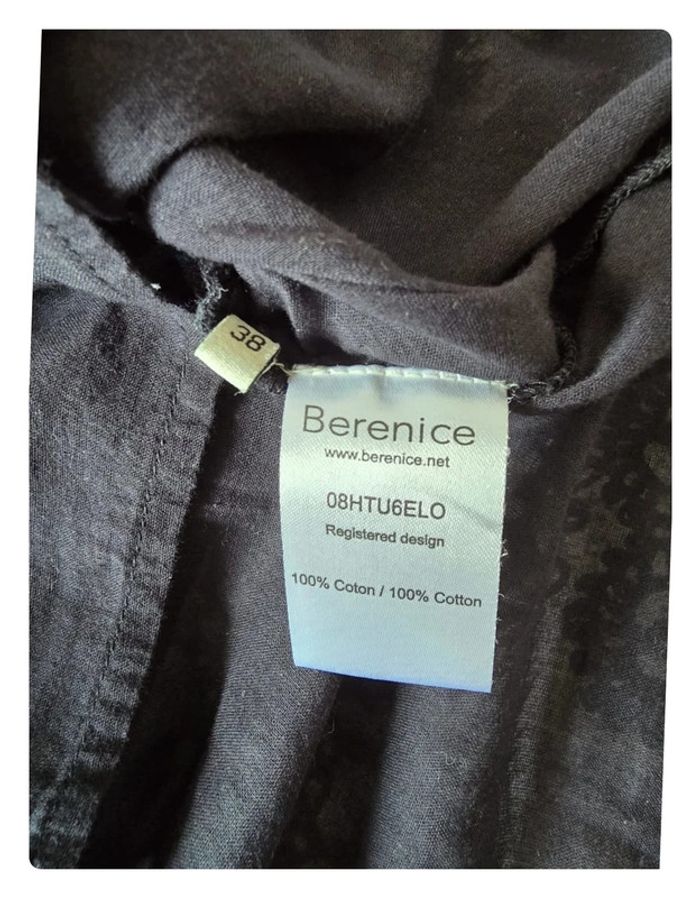 38
Berenice
www.berenice.net
08HTU6ELO
Registered design
100% Coton / 100% Cotton